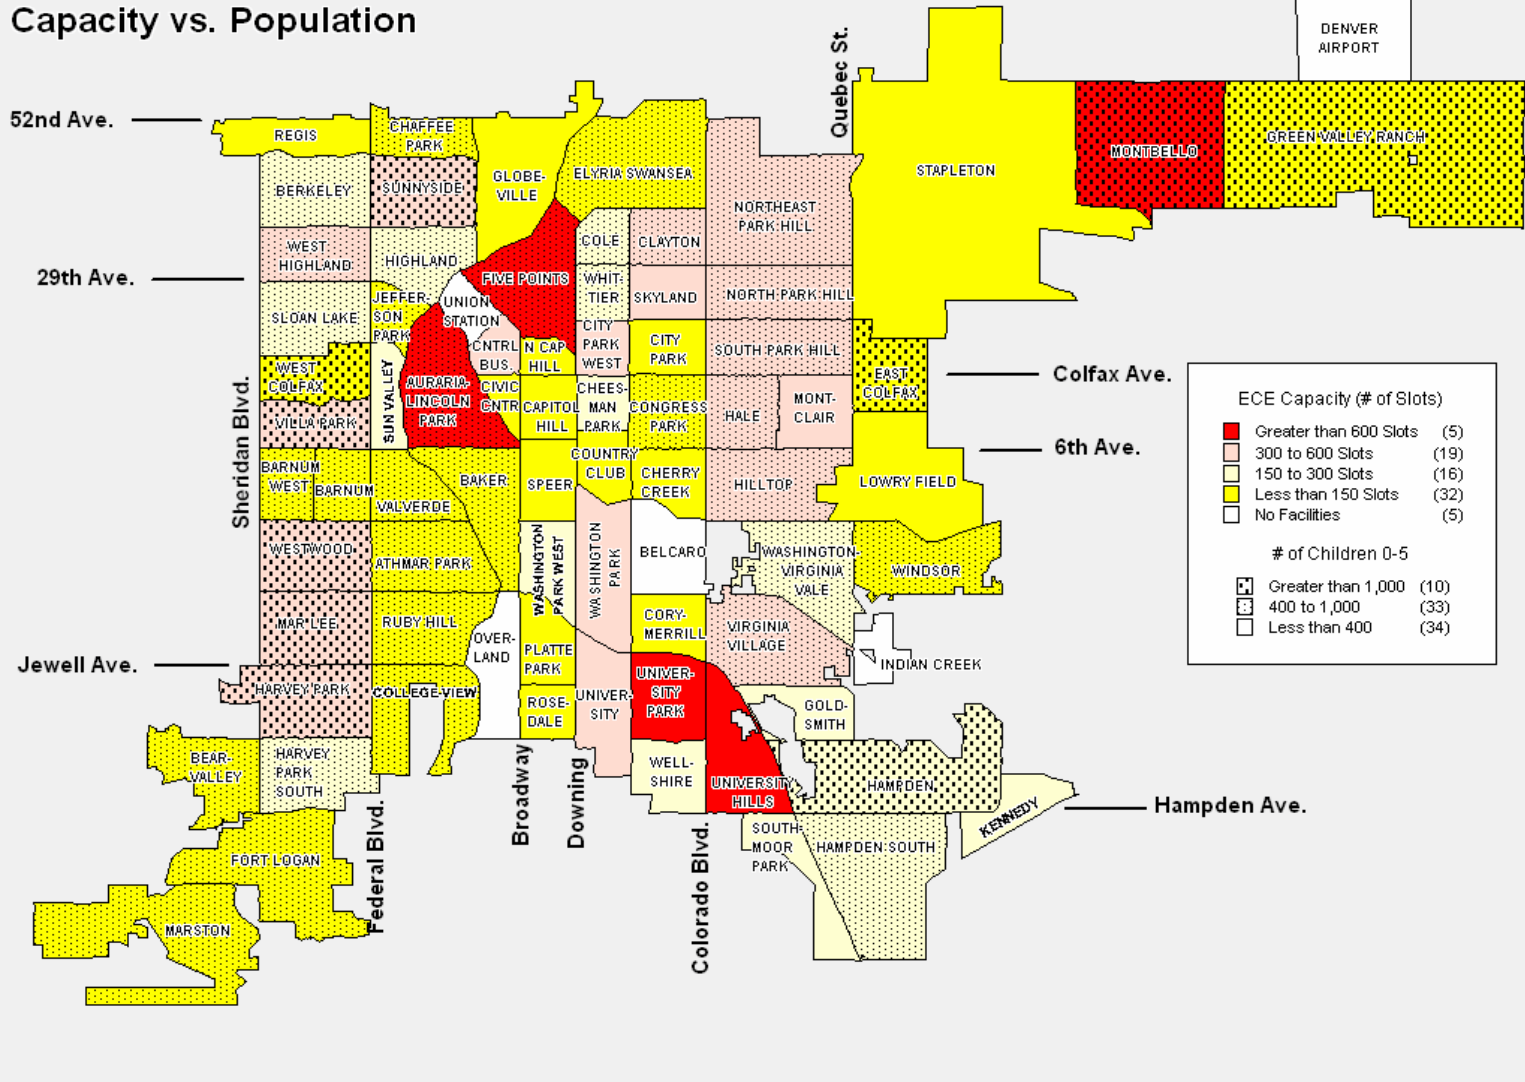 Capacity vs. Population
DENVER
AIRPORT
Quebec St.
52nd Ave.
REGIS
CHAFFEE
PARK
GLOBE-
VILLE
ELYRIA SWANSEA
STAPLETON
MONTBELLO
GREEN VALLEY RANCH
BERKELEY
SUNNYSIDE
NORTHEAST
PARK HILL
WEST
HIGHLAND
HIGHLAND
COLE
CLAYTON
29th Ave.
FIVE POINTS
WHIT-
TIER
SKYLAND
NORTH PARK HILL
SLOAN LAKE
JEFFER-
SON
PARK
UNION
STATION
CNTRL
BUS.
N CAP
HILL
CITY
PARK
WEST
CITY
PARK
SOUTH PARK HILL
WEST
COLFAX
SUN VALLEY
AURARIA-
LINCOLN
PARK
CIVIC
CNTR
CAPITOL
HILL
CHEES-
MAN
PARK
CONGRESS
PARK
HALE
MONT-
CLAIR
EAST
COLFAX
Colfax Ave.
Sheridan Blvd.
VILLA PARK
6th Ave.
BARNUM
WEST
BARNUM
VALVERDE
BAKER
SPEER
COUNTRY
CLUB
CHERRY
CREEK
HILLTOP
LOWRY FIELD
WESTWOOD
ATHMAR PARK
WASHINGTON
PARK WEST
WASHINGTON
PARK
BELCARO
WASHINGTON-
VIRGINIA
VALE
WINDSOR
MAR LEE
RUBY HILL
OVER-
LAND
PLATTE
PARK
CORY-
MERRILL
VIRGINIA
VILLAGE
INDIAN CREEK
Jewell Ave.
HARVEY PARK
COLLEGE VIEW
ROSE-
DALE
UNIVER-
SITY
UNIVER-
SITY
PARK
GOLD-
SMITH
BEAR-
VALLEY
HARVEY
PARK
SOUTH
WELL-
SHIRE
UNIVERSITY
HILLS
HAMPDEN
KENNEDY
Hampden Ave.
Broadway
Downing
Federal Blvd.
Colorado Blvd.
SOUTH-
MOOR
PARK
HAMPDEN SOUTH
FORT LOGAN
MARSTON
ECE Capacity (# of Slots)
Greater than 600 Slots (5)
300 to 600 Slots (19)
150 to 300 Slots (16)
Less than 150 Slots (32)
No Facilities (5)
# of Children 0-5
Greater than 1,000 (10)
400 to 1,000 (33)
Less than 400 (34)